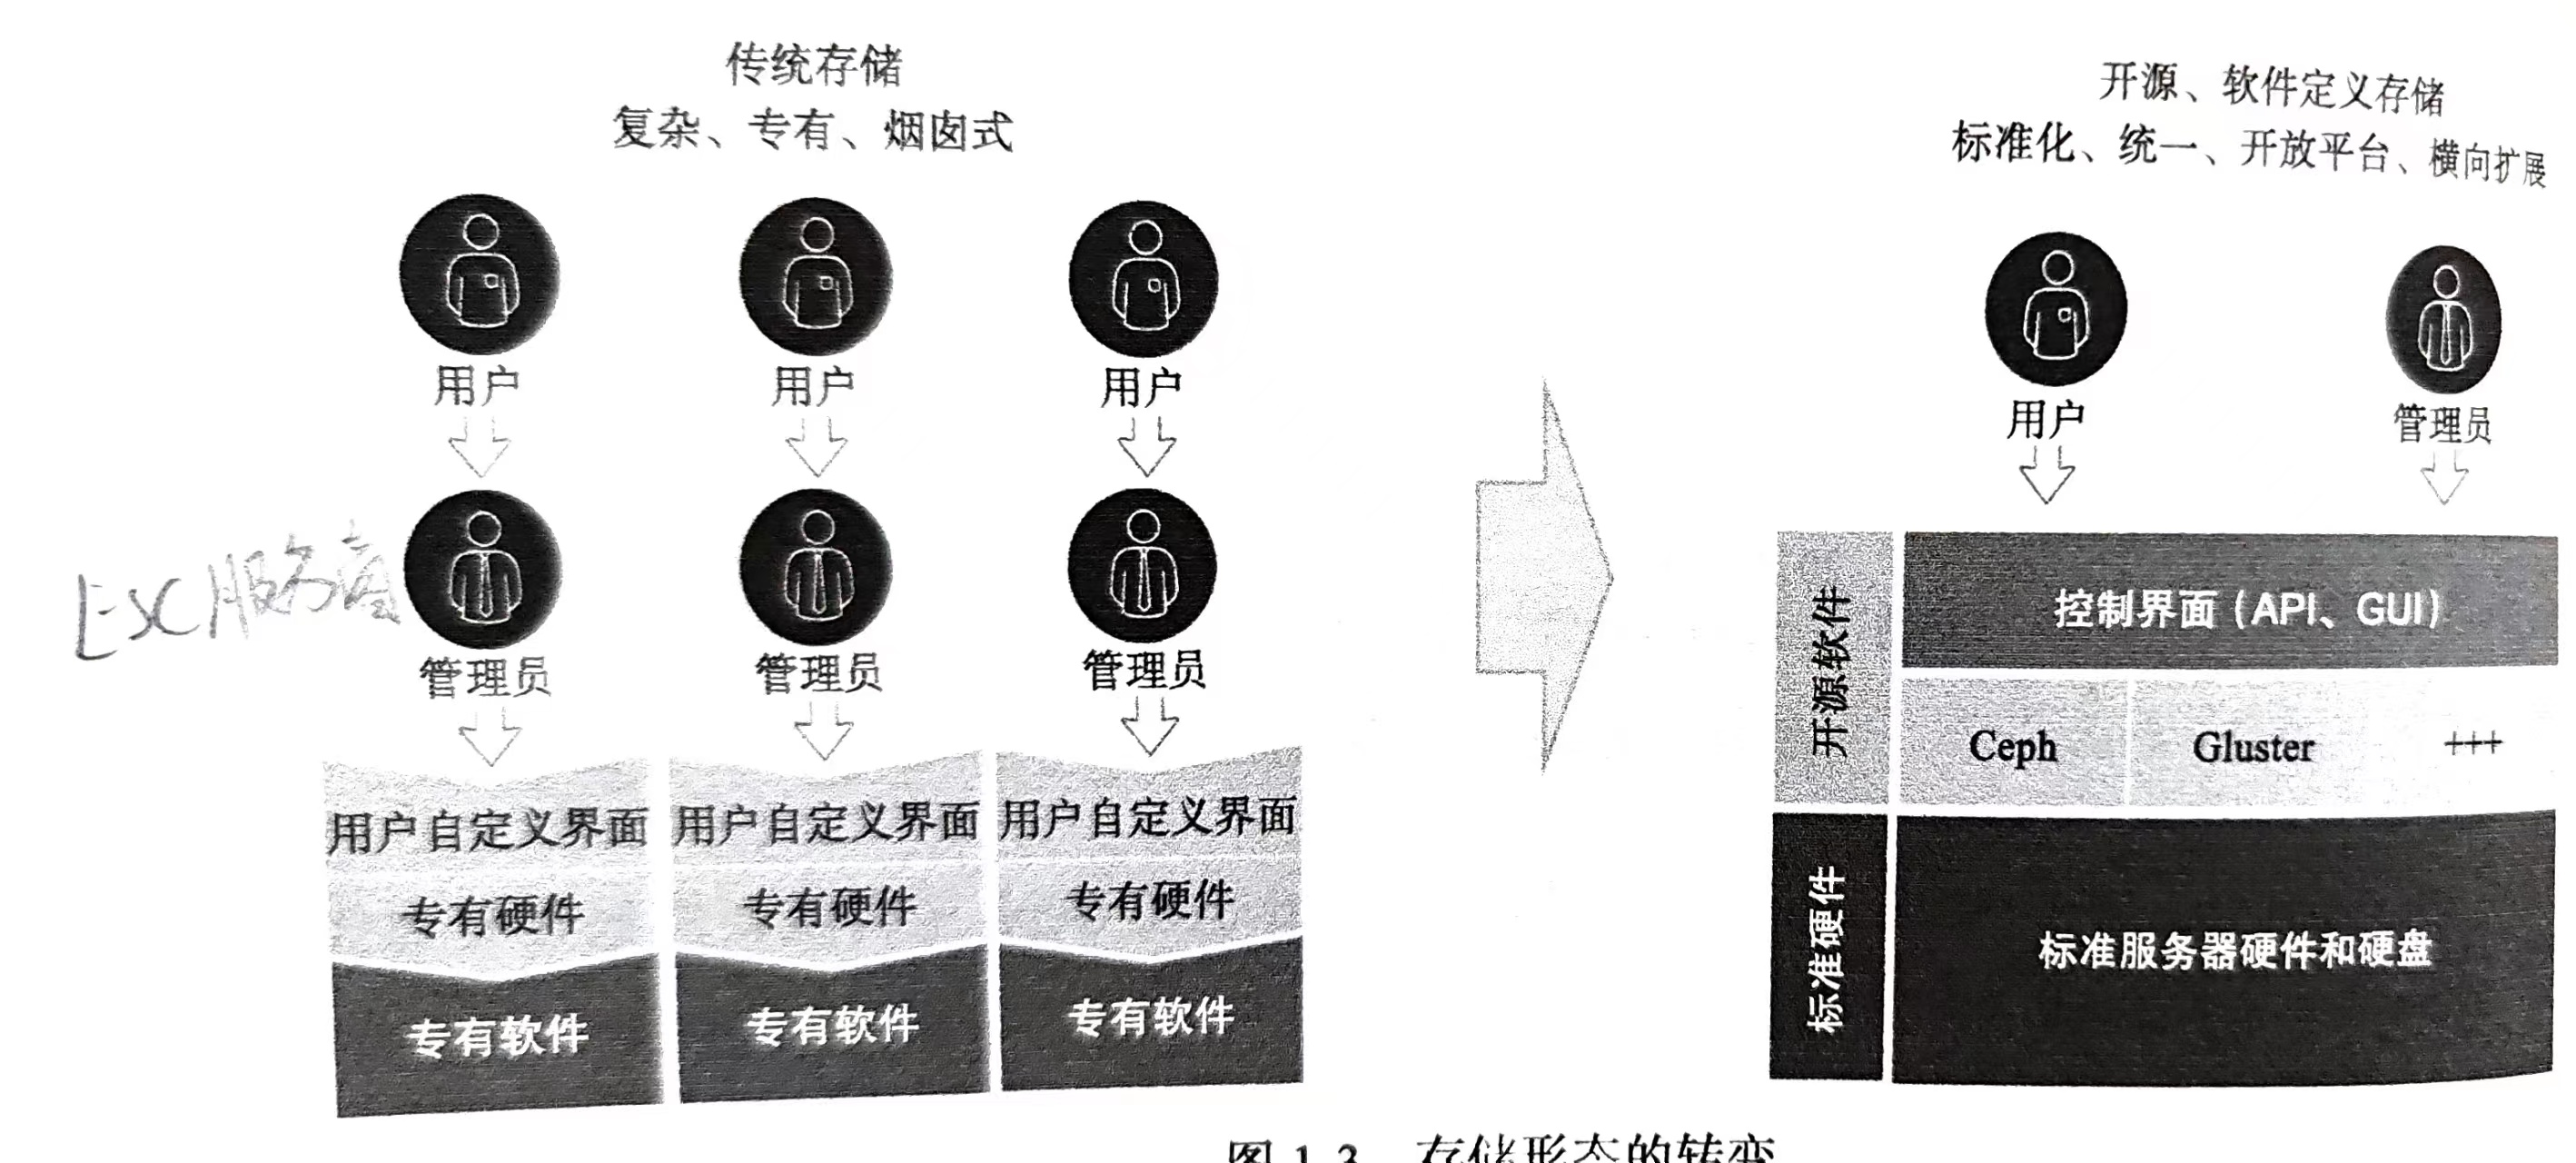 传统存储
复杂、专有、烟囱式
用户
用户
用户
ESC服务商
管理员
管理员
管理员
用户自定义界面
用户自定义界面
用户自定义界面
专有硬件
专有硬件
专有硬件
专有软件
专有软件
专有软件
开源、软件定义存储
标准化、统一、开放平台、横向扩展
用户
管理员
开源软件
控制界面（API、GUI）
Ceph
Gluster
+++
标准硬件
标准服务器硬件和硬盘
图 1-3 存储形态的转变